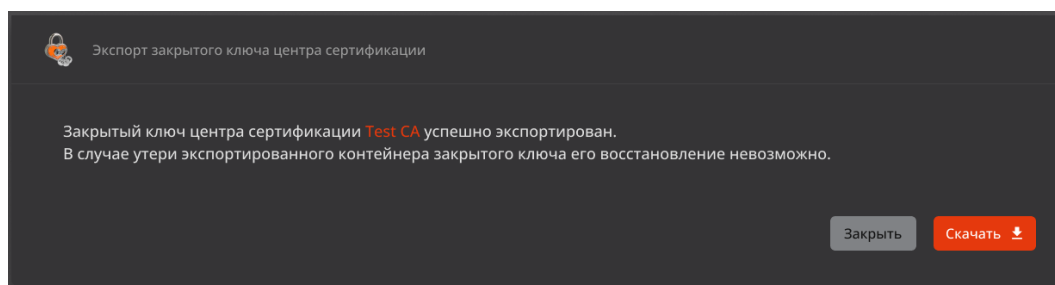 Экспорт закрытого ключа центра сертификации
Закрытый ключ центра сертификации Test CA успешно экспортирован.
В случае утери экспортированного контейнера закрытого ключа его восстановление невозможно.
Закрыть Скачать